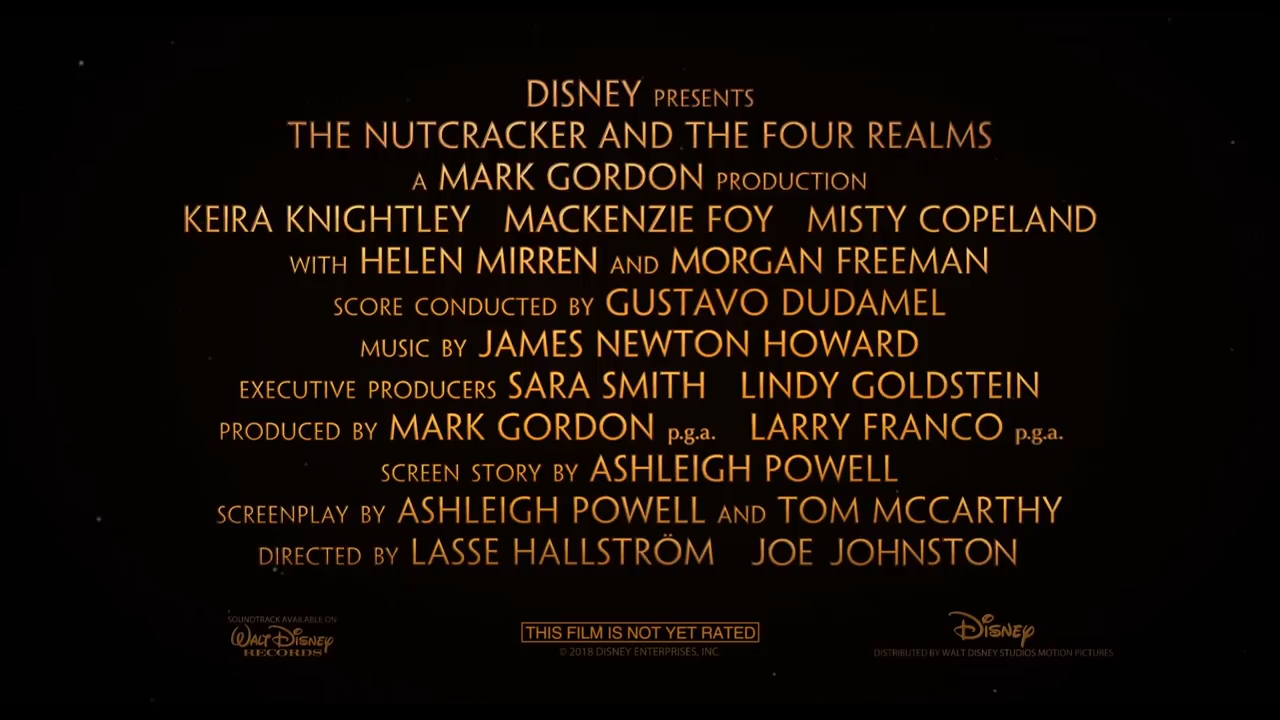 DISNEY PRESENTS
THE NUTCRACKER AND THE FOUR REALMS
A MARK GORDON PRODUCTION
KEIRA KNIGHTLEY MACKENZIE FOY MISTY COPELAND
WITH HELEN MIRREN AND MORGAN FREEMAN
SCORE CONDUCTED BY GUSTAVO DUDAMEL
MUSIC BY JAMES NEWTON HOWARD
EXECUTIVE PRODUCERS SARA SMITH LINDY GOLDSTEIN
PRODUCED BY MARK GORDON p.g.a. LARRY FRANCO p.g.a.
SCREEN STORY BY ASHLEIGH POWELL
SCREENPLAY BY ASHLEIGH POWELL AND TOM MCCARTHY
DIRECTED BY LASSE HALLSTRÖM JOE JOHNSTON
SOUNDTRACK AVAILABLE ON
WALT DISNEY
RECORDS
THIS FILM IS NOT YET RATED
© 2018 DISNEY ENTERPRISES, INC.
DISNEY
DISTRIBUTED BY WALT DISNEY STUDIOS MOTION PICTURES